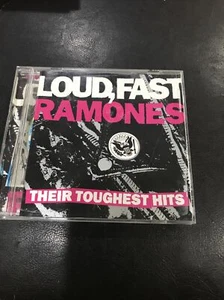 LOUD, FAST
RAMONES
THEIR TOUGHEST HITS